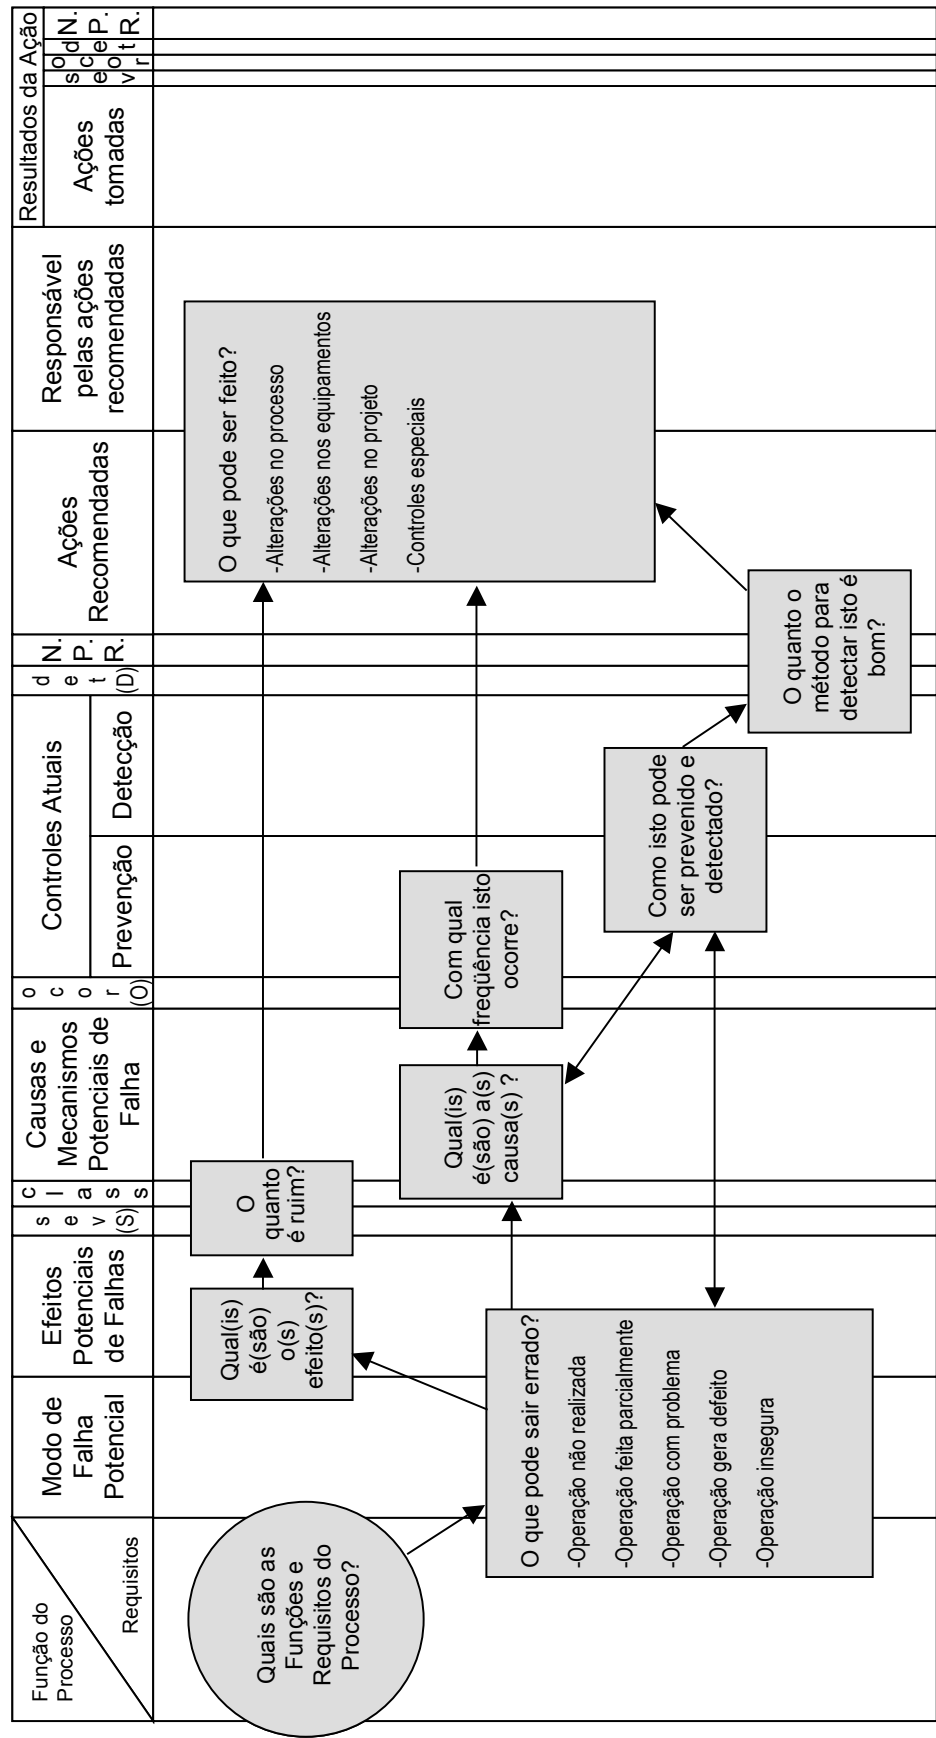 Função do
Processo
Requisitos
Modo de
Falha
Potencial
Efeitos
Potenciais
de Falhas
s
e
v
(S)
c
l
a
s
s
Causas e
Mecanismos
Potenciais de
Falha
o
c
o
r
(O)
Controles Atuais
Prevenção
Detecção
d
e
t
(D)
N.
P.
R.
Ações
Recomendadas
Responsável
pelas ações
recomendadas
Resultados da Ação
Ações
tomadas
s
e
v
o
c
o
r
d
e
t
N.
P.
R.
Quais são as
Funções e
Requisitos do
Processo?
O que pode sair errado?
-Operação não realizada
-Operação feita parcialmente
-Operação com problema
-Operação gera defeito
-Operação insegura
Qual(is)
é(são)
o(s)
efeito(s)?
O
quanto
é ruim?
Qual(is)
é(são) a(s)
causa(s) ?
Com qual
freqüência isto
ocorre?
Como isto pode
ser prevenido e
detectado?
O quanto o
método para
detectar isto é
bom?
O que pode ser feito?
-Alterações no processo
-Alterações nos equipamentos
-Alterações no projeto
-Controles especiais